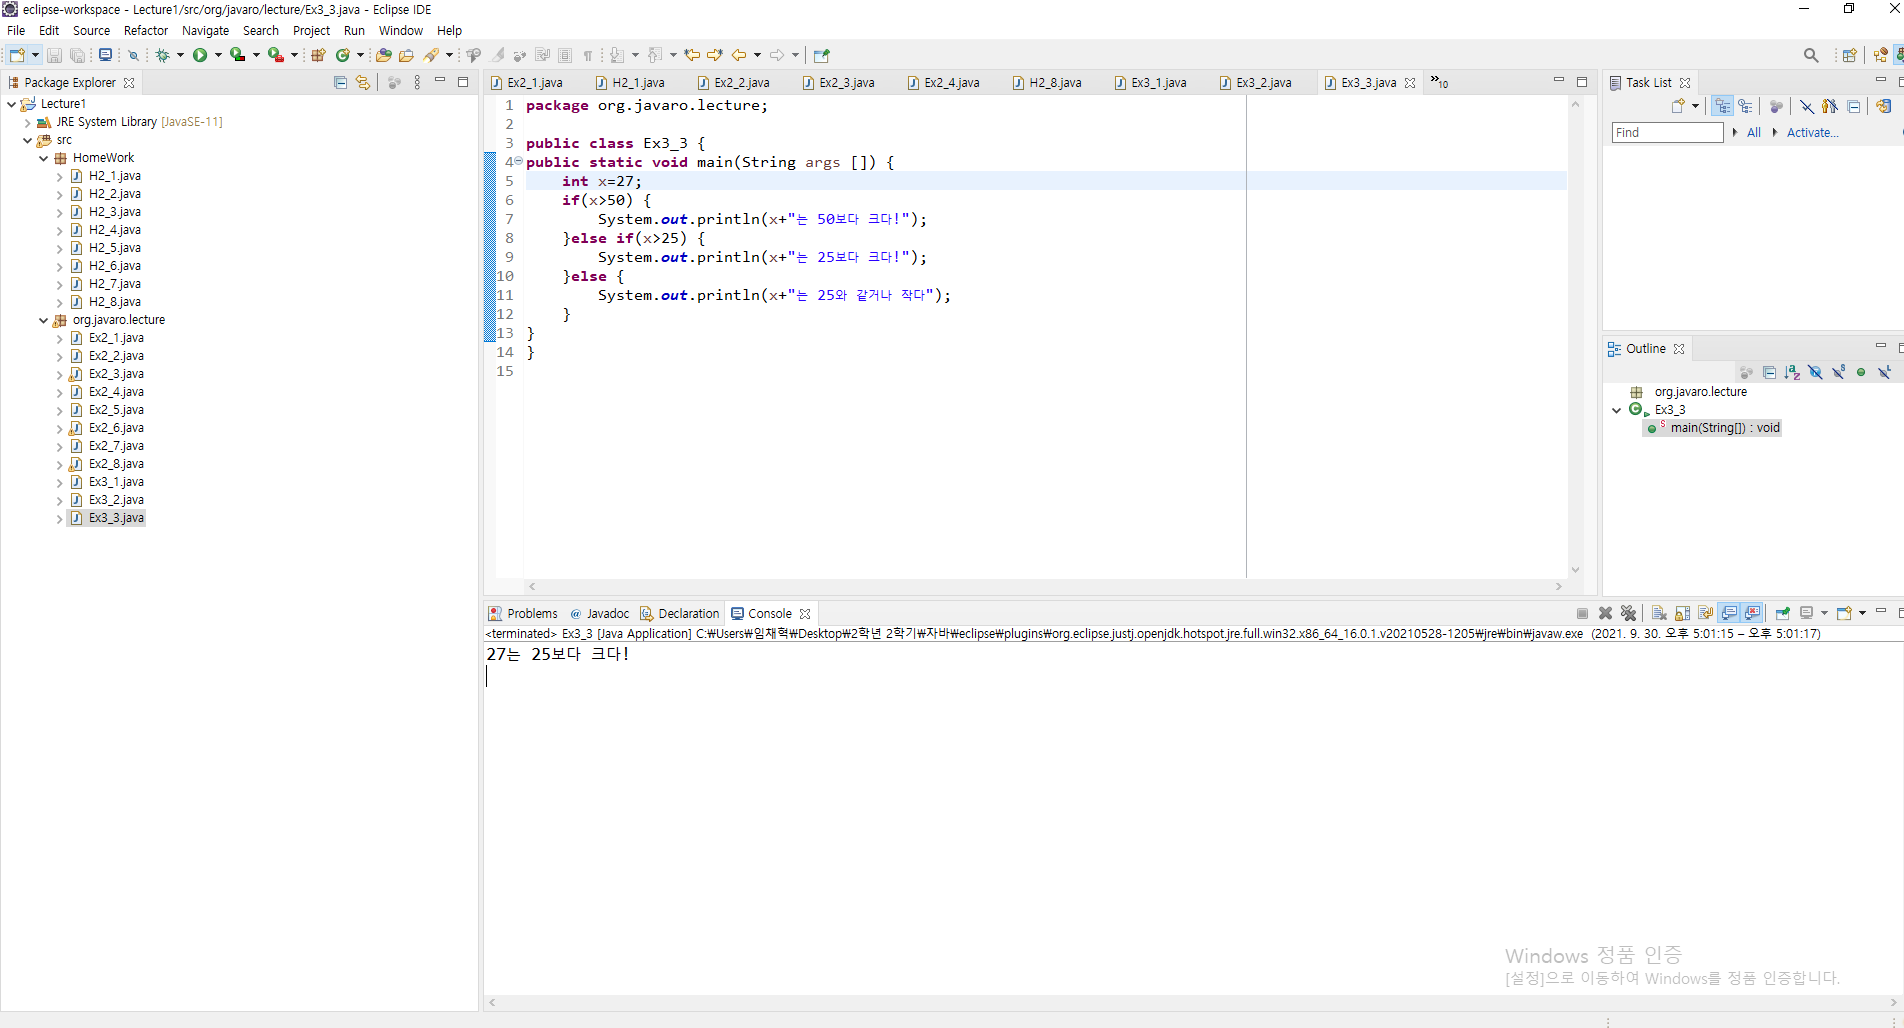 eclipse-workspace - Lecture1/src/org/javaro/lecture/Ex3_3.java - Eclipse IDE
File Edit Source Refactor Navigate Search Project Run Window Help
Package Explorer
Lecture1
JRE System Library [JavaSE-11]
src
HomeWork
H2_1.java
H2_2.java
H2_3.java
H2_4.java
H2_5.java
H2_6.java
H2_7.java
H2_8.java
org.javaro.lecture
Ex2_1.java
Ex2_2.java
Ex2_3.java
Ex2_4.java
Ex2_5.java
Ex2_6.java
Ex2_7.java
Ex2_8.java
Ex3_1.java
Ex3_2.java
Ex3_3.java
Ex2_1.java H2_1.java Ex2_2.java Ex2_3.java Ex2_4.java H2_8.java Ex3_1.java Ex3_2.java Ex3_3.java »10
1 package org.javaro.lecture;
2
3 public class Ex3_3 {
4 public static void main(String args []) {
5     int x=27;
6     if(x>50) {
7         System.out.println(x+"는 50보다 크다!");
8     }else if(x>25) {
9         System.out.println(x+"는 25보다 크다!");
10     }else {
11         System.out.println(x+"는 25와 같거나 작다");
12     }
13 }
14 }
15
Task List
Find All Activate...
Outline
org.javaro.lecture
Ex3_3
main(String[]) : void
Problems Javadoc Declaration Console
<terminated> Ex3_3 [Java Application] C:₩Users₩임채혁₩Desktop₩2학년 2학기₩자바₩eclipse₩plugins₩org.eclipse.justj.openjdk.hotspot.jre.full.win32.x86_64_16.0.1.v20210528-1205₩jre₩bin₩javaw.exe (2021. 9. 30. 오후 5:01:15 – 오후 5:01:17)
27는 25보다 크다!
Windows 정품 인증
[설정]으로 이동하여 Windows를 정품 인증합니다.